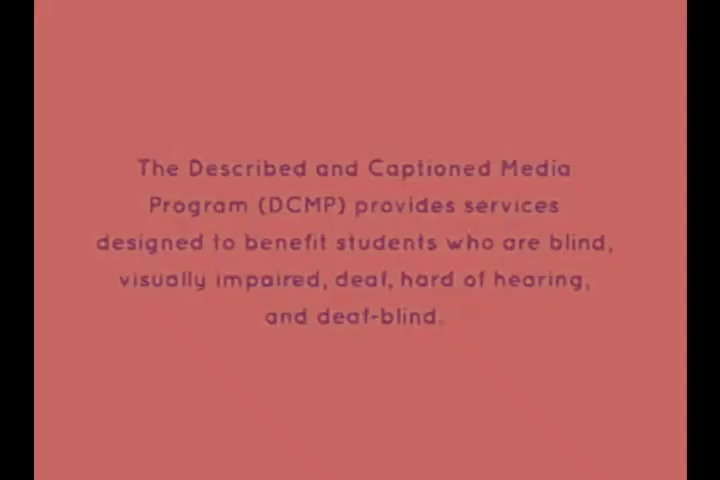 The Described and Captioned Media
Program (DCMP) provides services
designed to benefit students who are blind,
visually impaired, deaf, hard of hearing,
and deaf-blind.